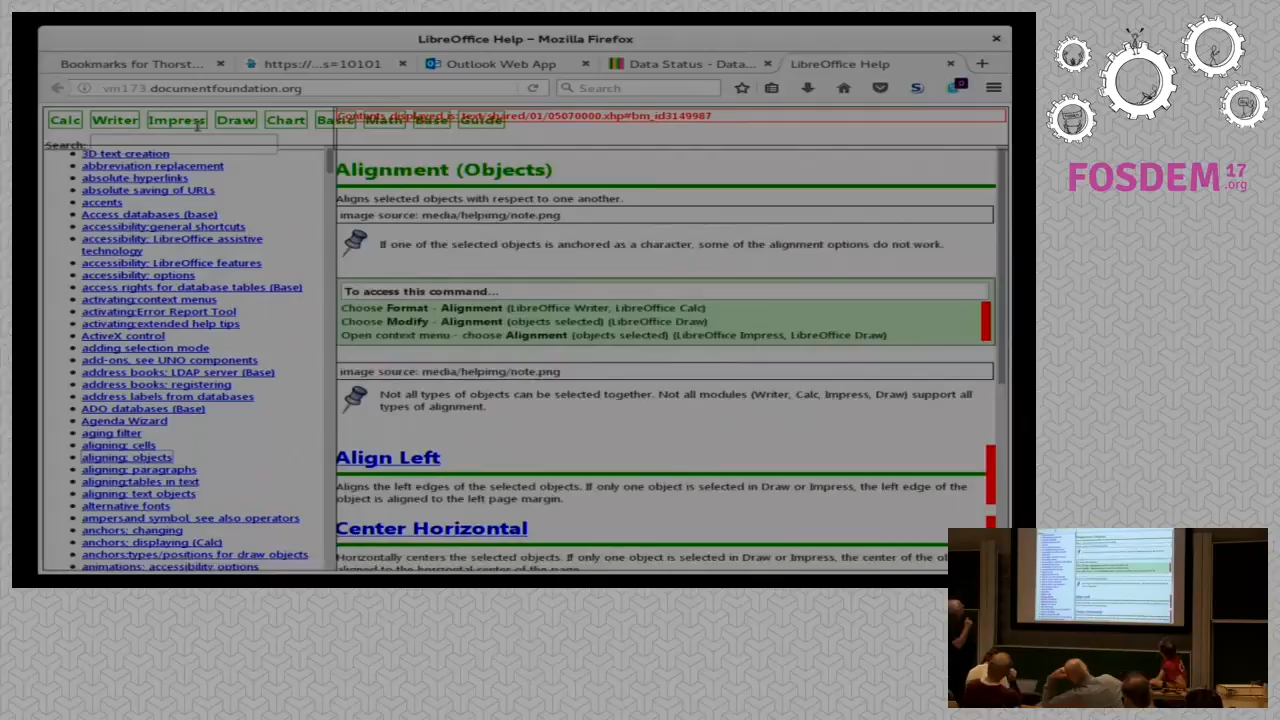 LibreOffice Help - Mozilla Firefox
Bookmarks for Thorst...
https://...s=10101
Outlook Web App
Data Status - Data...
LibreOffice Help
vm173.documentfoundation.org
Search
Calc Writer Impress Draw Chart Basic Math Base Guide
Contents displayed is: text/shared/01/05070000.xhp#bm_id3149987
Search:
3D text creation
abbreviation replacement
absolute hyperlinks
absolute saving of URLs
accents
Access databases (base)
accessibility;general shortcuts
accessibility; LibreOffice assistive
technology
accessibility; LibreOffice features
accessibility; options
access rights for database tables (Base)
activating;context menus
activating;Error Report Tool
activating;extended help tips
ActiveX control
adding selection mode
add-ons, see UNO components
address books; LDAP server (Base)
address books; registering
address labels from databases
ADO databases (Base)
Agenda Wizard
aging filter
aligning; cells
aligning; objects
aligning; paragraphs
aligning;tables in text
aligning; text objects
alternative fonts
ampersand symbol, see also operators
anchors; changing
anchors; displaying (Calc)
anchors;types/positions for draw objects
animations; accessibility options
Alignment (Objects)
Aligns selected objects with respect to one another.
image source: media/helpimg/note.png
If one of the selected objects is anchored as a character, some of the alignment options do not work.
To access this command...
Choose Format - Alignment (LibreOffice Writer, LibreOffice Calc)
Choose Modify - Alignment (objects selected) (LibreOffice Draw)
Open context menu - choose Alignment (objects selected) (LibreOffice Impress, LibreOffice Draw)
image source: media/helpimg/note.png
Not all types of objects can be selected together. Not all modules (Writer, Calc, Impress, Draw) support all
types of alignment.
Align Left
Aligns the left edges of the selected objects. If only one object is selected in Draw or Impress, the left edge of the
object is aligned to the left page margin.
Center Horizontal
centers the selected objects. If only one object is selected in Draw or Impress, the center of the ob
FOSDEM 17
.org